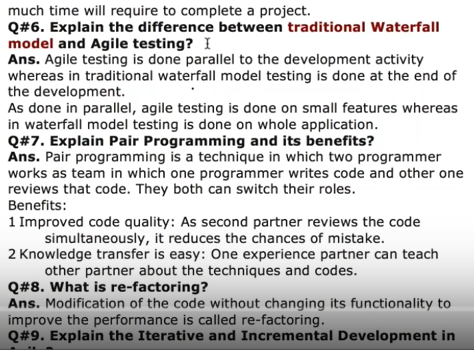 much time will require to complete a project.
Q#6. Explain the difference between traditional Waterfall
model and Agile testing?
Ans. Agile testing is done parallel to the development activity
whereas in traditional waterfall model testing is done at the end of
the development.
As done in parallel, agile testing is done on small features whereas
in waterfall model testing is done on whole application.
Q#7. Explain Pair Programming and its benefits?
Ans. Pair programming is a technique in which two programmer
works as team in which one programmer writes code and other one
reviews that code. They both can switch their roles.
Benefits:
1 Improved code quality: As second partner reviews the code
simultaneously, it reduces the chances of mistake.
2 Knowledge transfer is easy: One experience partner can teach
other partner about the techniques and codes.
Q#8. What is re-factoring?
Ans. Modification of the code without changing its functionality to
improve the performance is called re-factoring.
Q#9. Explain the Iterative and Incremental Development in